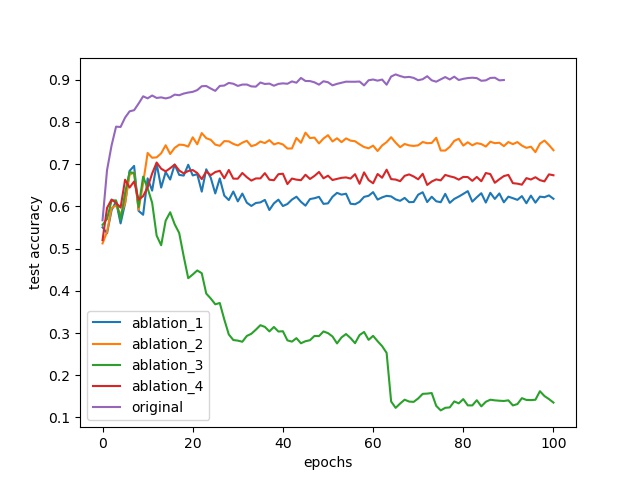 0.9
0.8
0.7
0.6
0.5
0.4
0.3
0.2
0.1
test accuracy
ablation_1
ablation_2
ablation_3
ablation_4
original
0 20 40 60 80 100
epochs